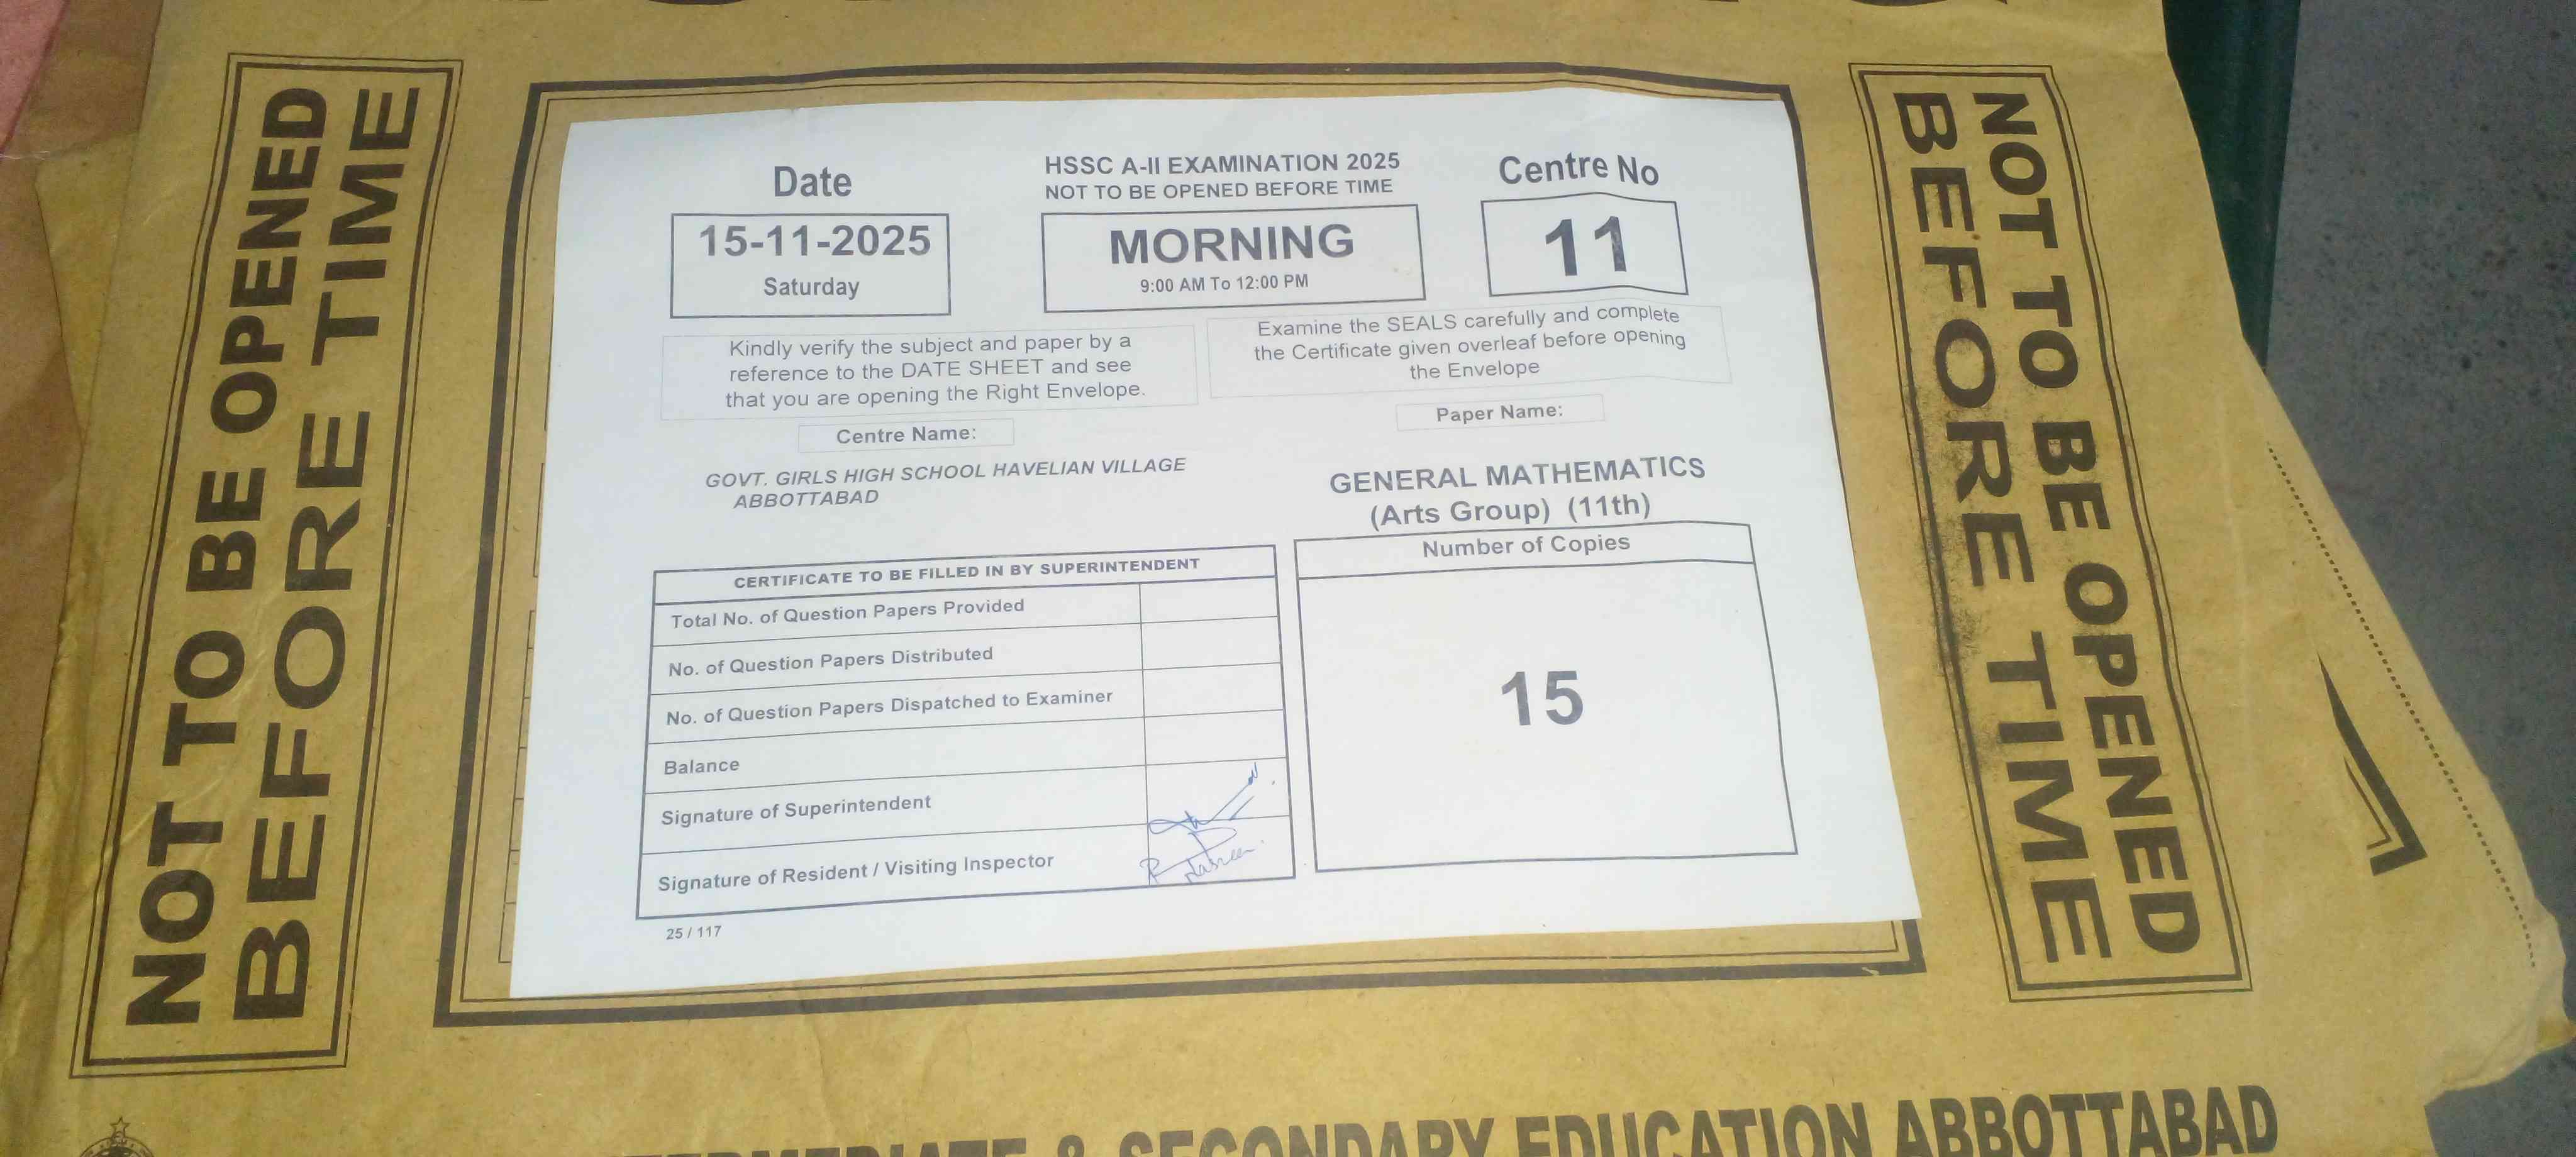 NOT TO BE OPENED
BEFORE TIME
Date
15-11-2025
Saturday
HSSC A-II EXAMINATION 2025
NOT TO BE OPENED BEFORE TIME
MORNING
9:00 AM To 12:00 PM
Centre No
11
Kindly verify the subject and paper by a
reference to the DATE SHEET and see
that you are opening the Right Envelope.
Examine the SEALS carefully and complete
the Certificate given overleaf before opening
the Envelope
Centre Name:
GOVT. GIRLS HIGH SCHOOL HAVELIAN VILLAGE
ABBOTTABAD
Paper Name:
GENERAL MATHEMATICS
(Arts Group) (11th)
Number of Copies
15
CERTIFICATE TO BE FILLED IN BY SUPERINTENDENT
Total No. of Question Papers Provided
No. of Question Papers Distributed
No. of Question Papers Dispatched to Examiner
Balance
Signature of Superintendent
Signature of Resident / Visiting Inspector
25 / 117
NOT TO BE OPENED
BEFORE TIME
& SECONDARY EDUCATION ABBOTTABAD